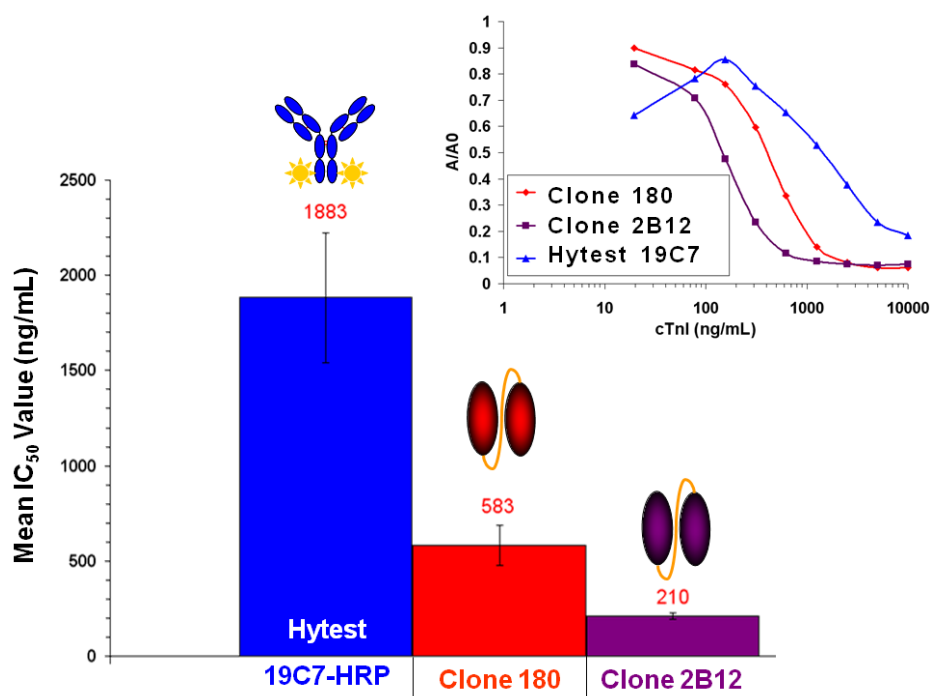 1
0.9
0.8
0.7
0.6
0.5
0.4
0.3
0.2
0.1
0
A/A0
Clone 180
Clone 2B12
Hytest 19C7
1
10
100
1000
10000
cTnI (ng/mL)
Mean IC₅₀ Value (ng/mL)
2500
2000
1500
1000
500
0
1883
583
210
Hytest
19C7-HRP
Clone 180
Clone 2B12